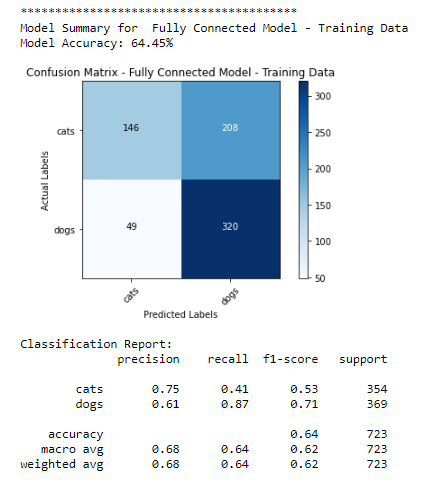 ****************************************
Model Summary for  Fully Connected Model - Training Data
Model Accuracy: 64.45%
Confusion Matrix - Fully Connected Model - Training Data
cats
dogs
Actual Labels
146 208
49 320
cats dogs
Predicted Labels
300
250
200
150
100
50
Classification Report:
precision recall f1-score support
cats 0.75 0.41 0.53 354
dogs 0.61 0.87 0.71 369
accuracy 0.64 723
macro avg 0.68 0.64 0.62 723
weighted avg 0.68 0.64 0.62 723